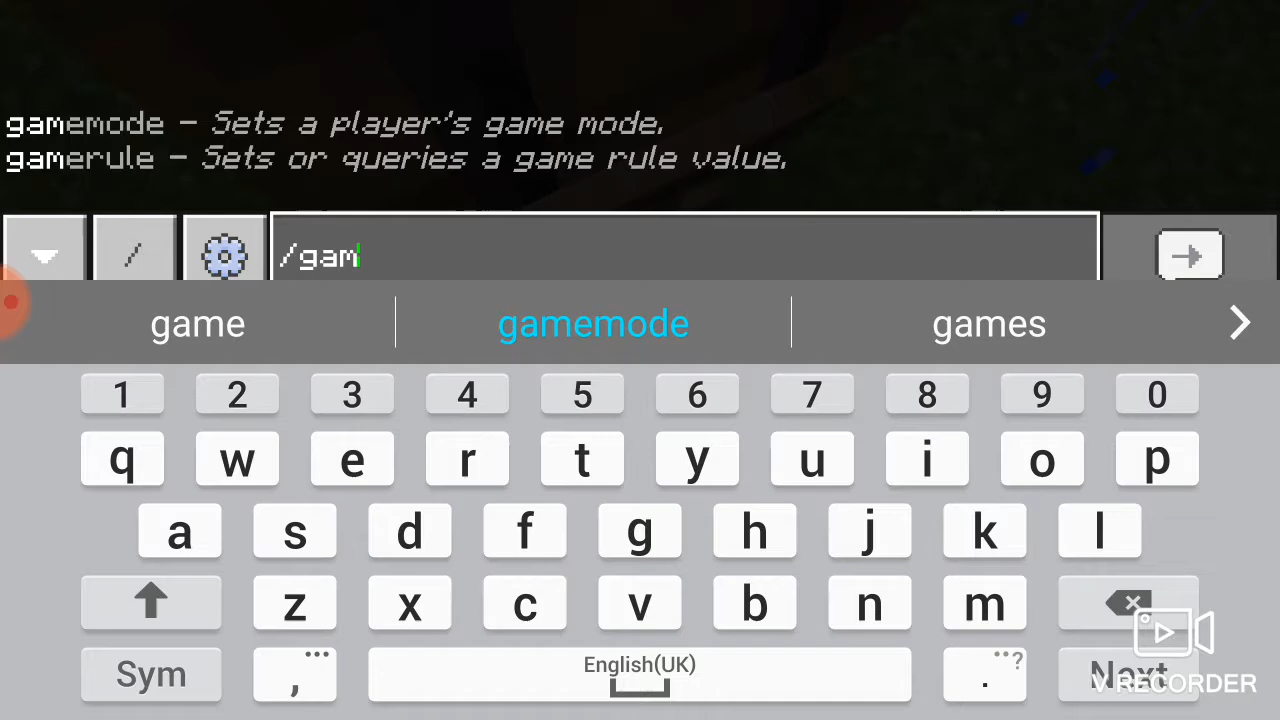 gamemode – Sets a player's game mode.
gamerule – Sets or queries a game rule value.
/ /gam
game gamemode games
1 2 3 4 5 6 7 8 9 0
q w e r t y u i o p
a s d f g h j k l
z x c v b n m
Sym , ... English(UK) . ..? Next
V RECORDER